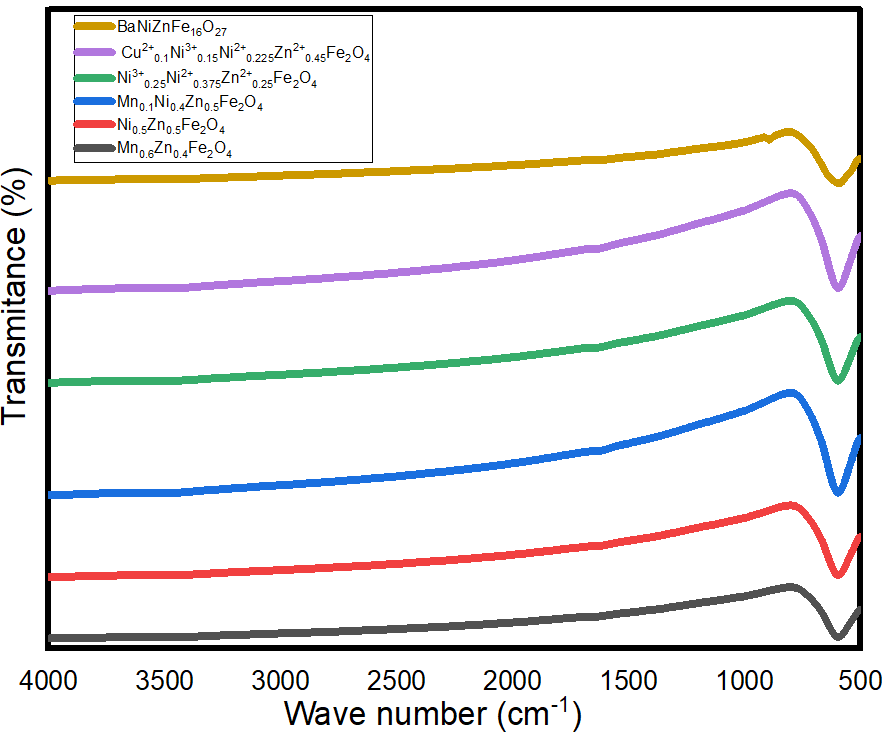 BaNiZnFe₁₆O₂₇
Cu²⁺₀.₁Ni³⁺₀.₁₅Ni²⁺₀.₂₂₅Zn²⁺₀.₄₅Fe₂O₄
Ni³⁺₀.₂₅Ni²⁺₀.₃₇₅Zn²⁺₀.₂₅Fe₂O₄
Mn₀.₁Ni₀.₄Zn₀.₅Fe₂O₄
Ni₀.₅Zn₀.₅Fe₂O₄
Mn₀.₆Zn₀.₄Fe₂O₄
Transmitance (%)
4000 3500 3000 2500 2000 1500 1000 500
Wave number (cm⁻¹)